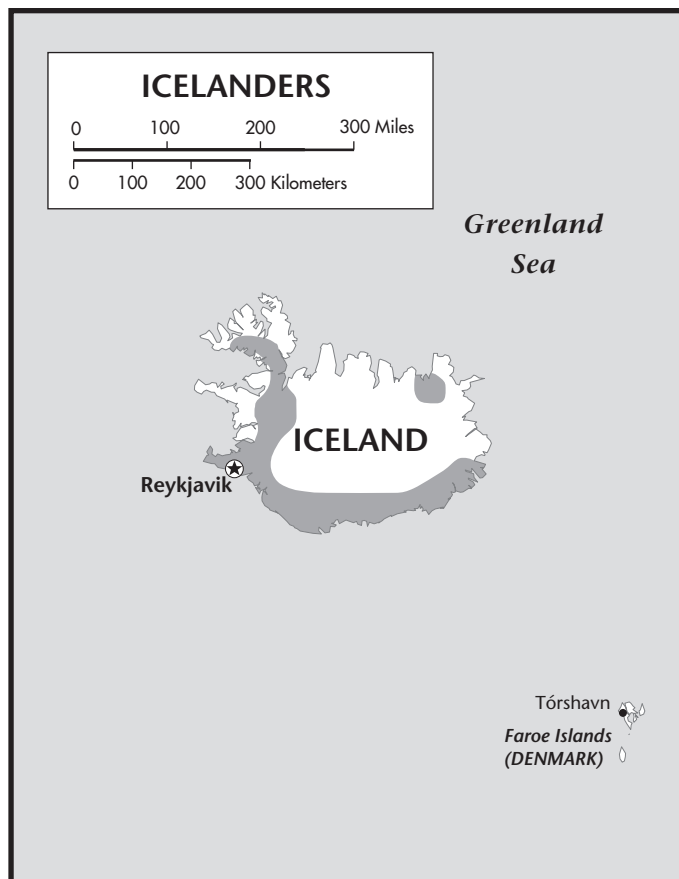 ICELANDERS
0 100 200 300 Miles
0 100 200 300 Kilometers
Greenland
Sea
ICELAND
Reykjavik
Tórshavn
Faroe Islands
(DENMARK)